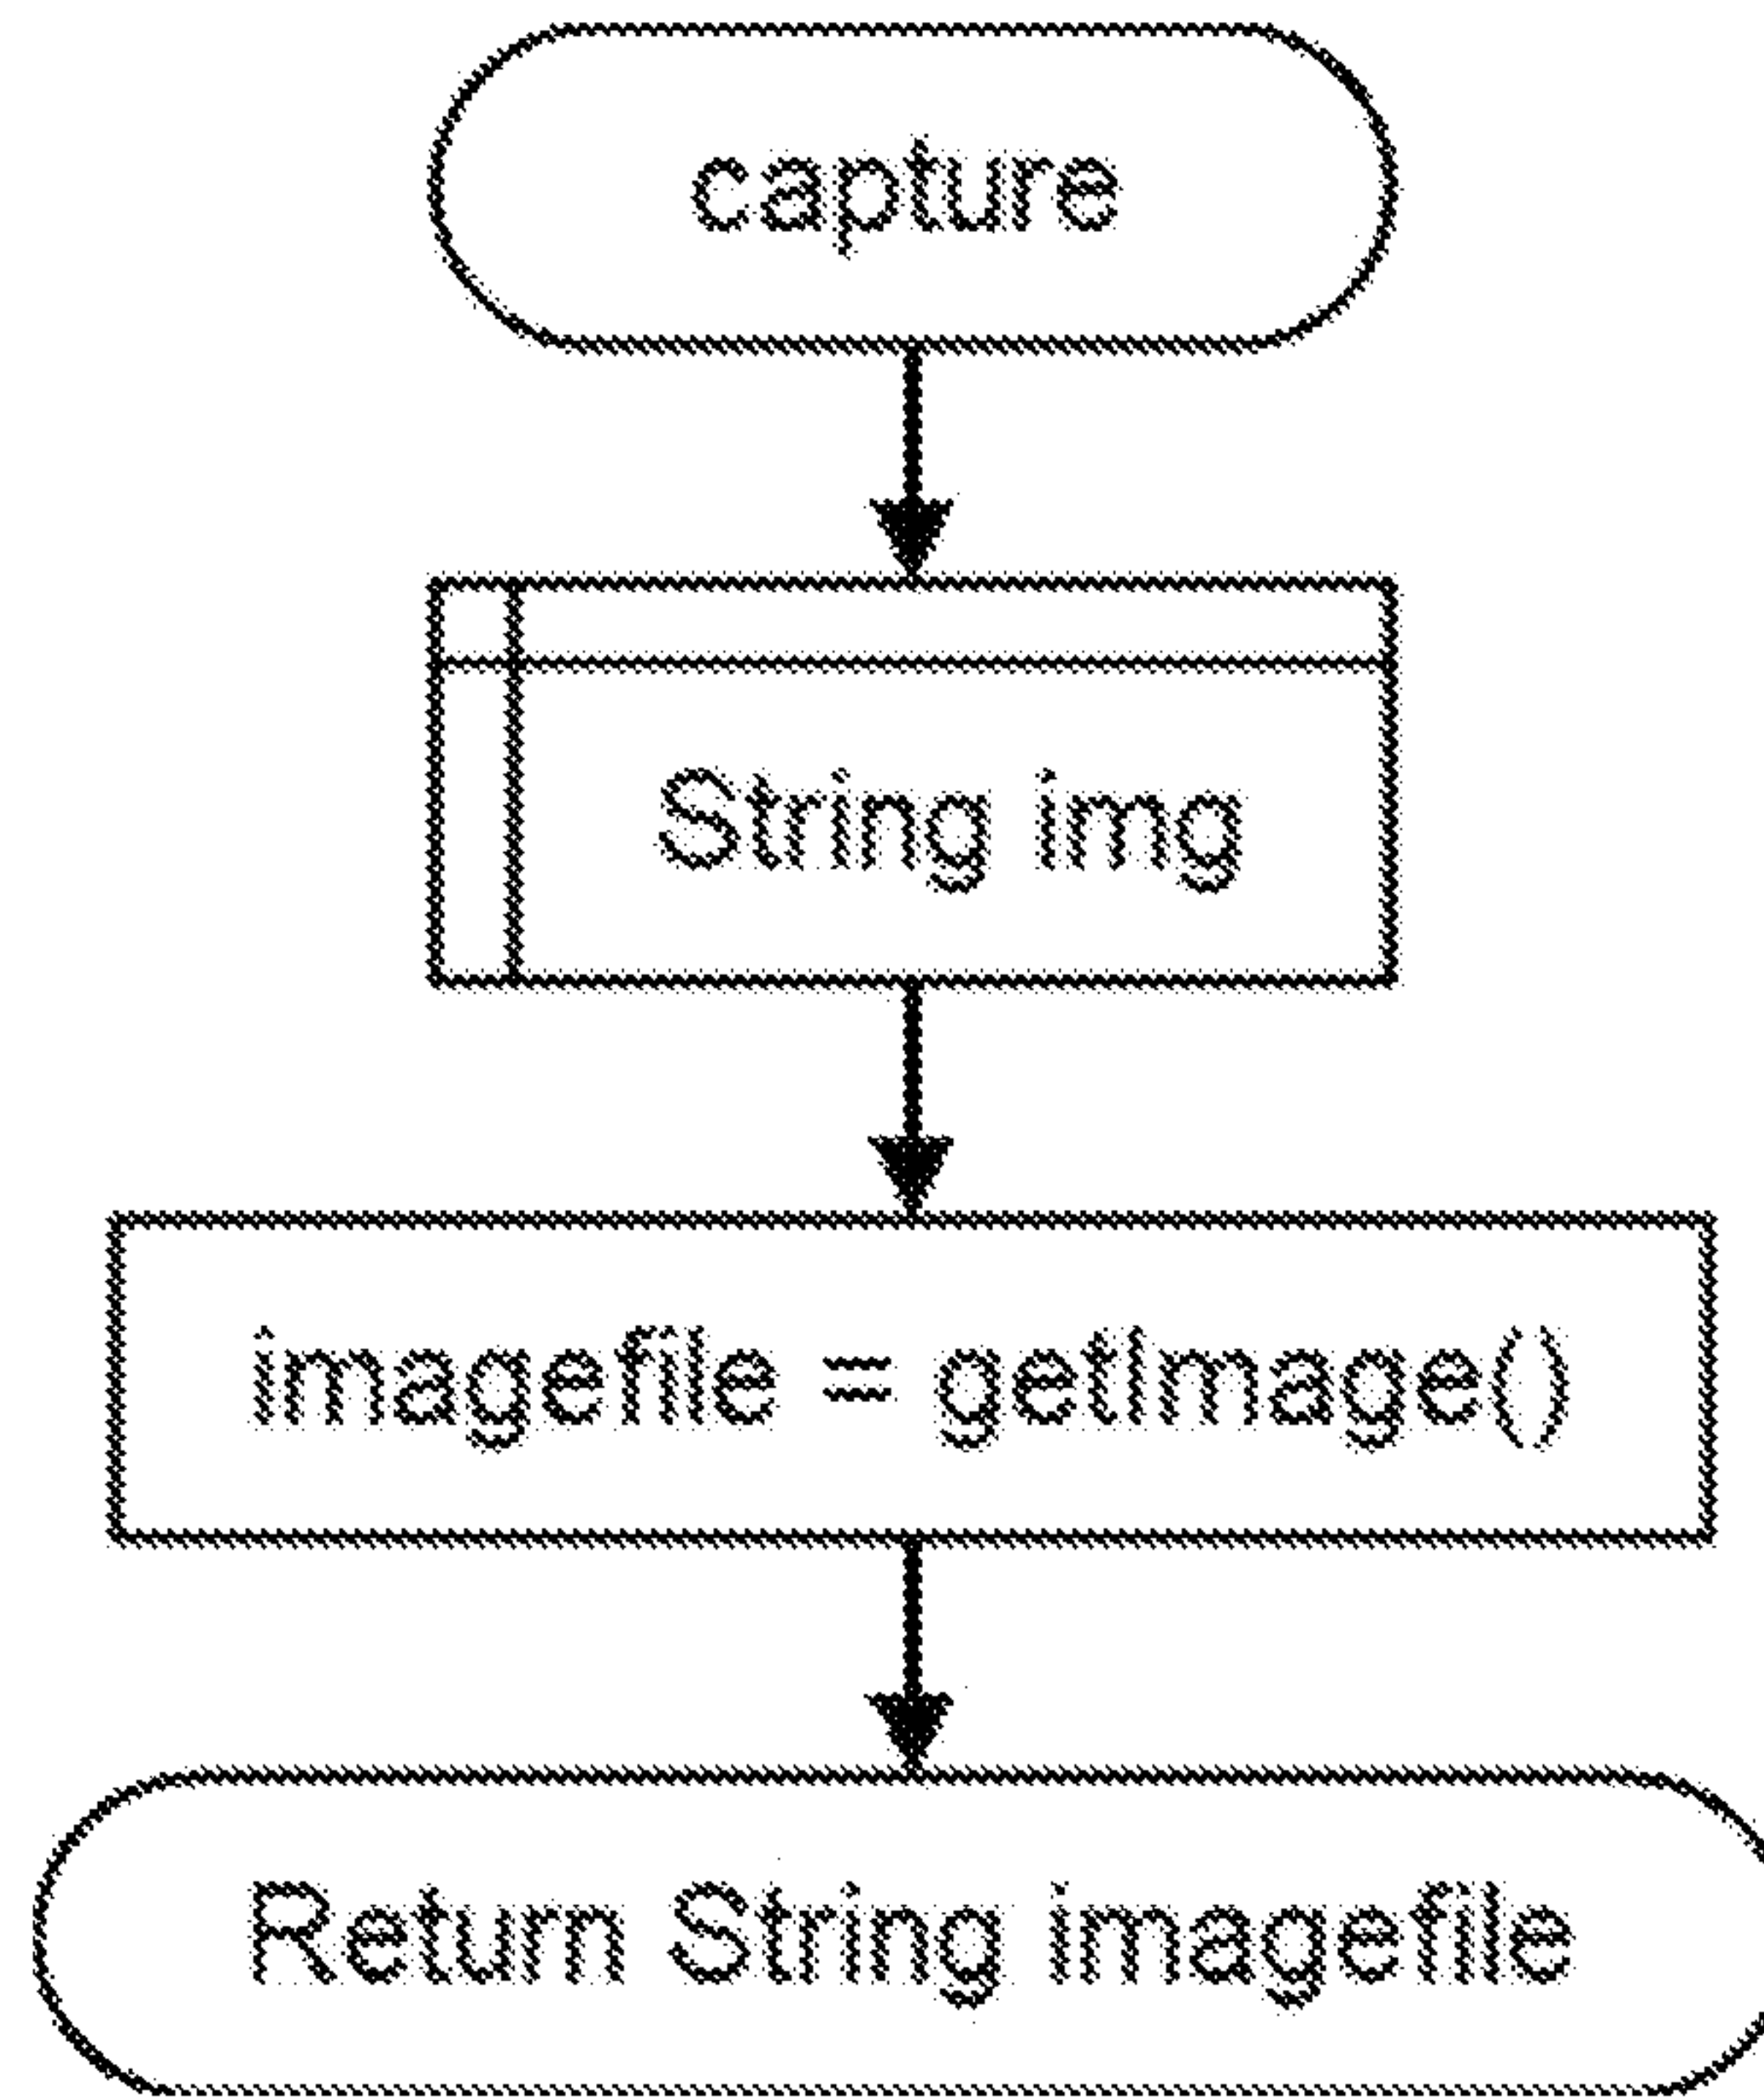 capture
String img
imagefile = getImage()
Return String imagefile